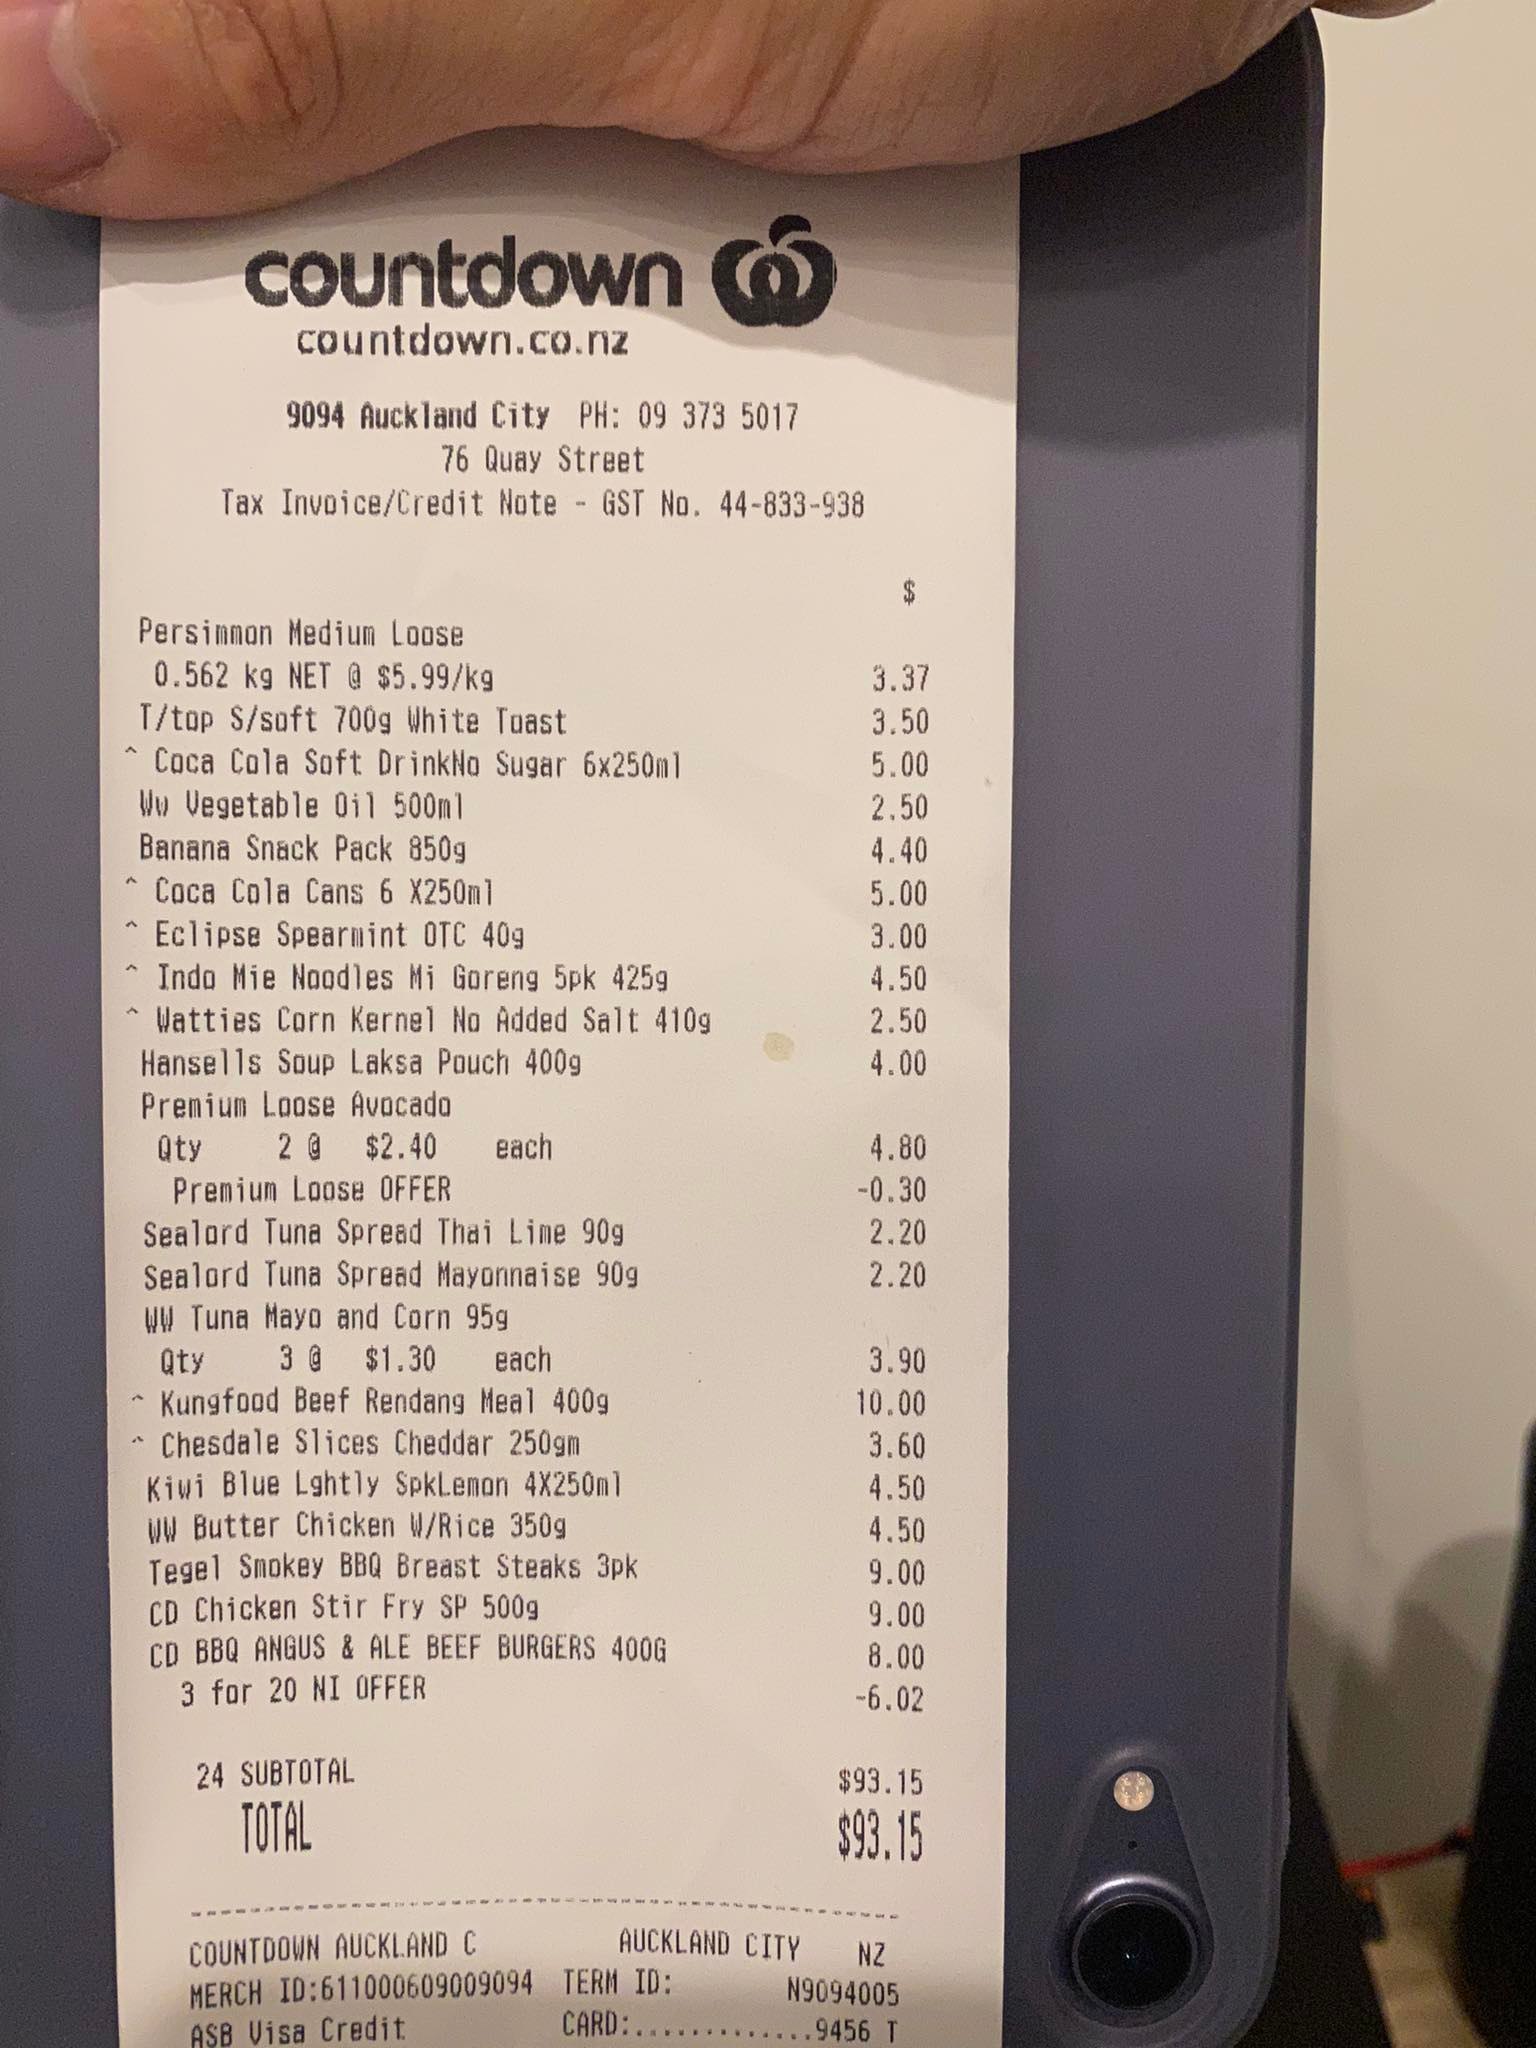 countdown
countdown.co.nz
9094 Auckland City PH: 09 373 5017
76 Quay Street
Tax Invoice/Credit Note - GST No. 44-833-938
$
Persimmon Medium Loose
0.562 kg NET @ $5.99/kg 3.37
T/top S/soft 700g White Toast 3.50
^ Coca Cola Soft DrinkNo Sugar 6x250ml 5.00
Ww Vegetable Oil 500ml 2.50
Banana Snack Pack 850g 4.40
^ Coca Cola Cans 6 X250ml 5.00
^ Eclipse Spearmint OTC 40g 3.00
^ Indo Mie Noodles Mi Goreng 5pk 425g 4.50
^ Watties Corn Kernel No Added Salt 410g 2.50
Hansells Soup Laksa Pouch 400g 4.00
Premium Loose Avocado
Qty 2 @ $2.40 each 4.80
Premium Loose OFFER -0.30
Sealord Tuna Spread Thai Lime 90g 2.20
Sealord Tuna Spread Mayonnaise 90g 2.20
WW Tuna Mayo and Corn 95g
Qty 3 @ $1.30 each 3.90
^ Kungfood Beef Rendang Meal 400g 10.00
^ Chesdale Slices Cheddar 250gm 3.60
Kiwi Blue Lghtly SpkLemon 4X250ml 4.50
WW Butter Chicken W/Rice 350g 4.50
Tegel Smokey BBQ Breast Steaks 3pk 9.00
CD Chicken Stir Fry SP 500g 9.00
CD BBQ ANGUS & ALE BEEF BURGERS 400G 8.00
3 for 20 NI OFFER -6.02
24 SUBTOTAL $93.15
TOTAL $93.15
COUNTDOWN AUCKLAND C AUCKLAND CITY NZ
MERCH ID:611000609009094 TERM ID: N9094005
ASB Visa Credit CARD:.............9456 T